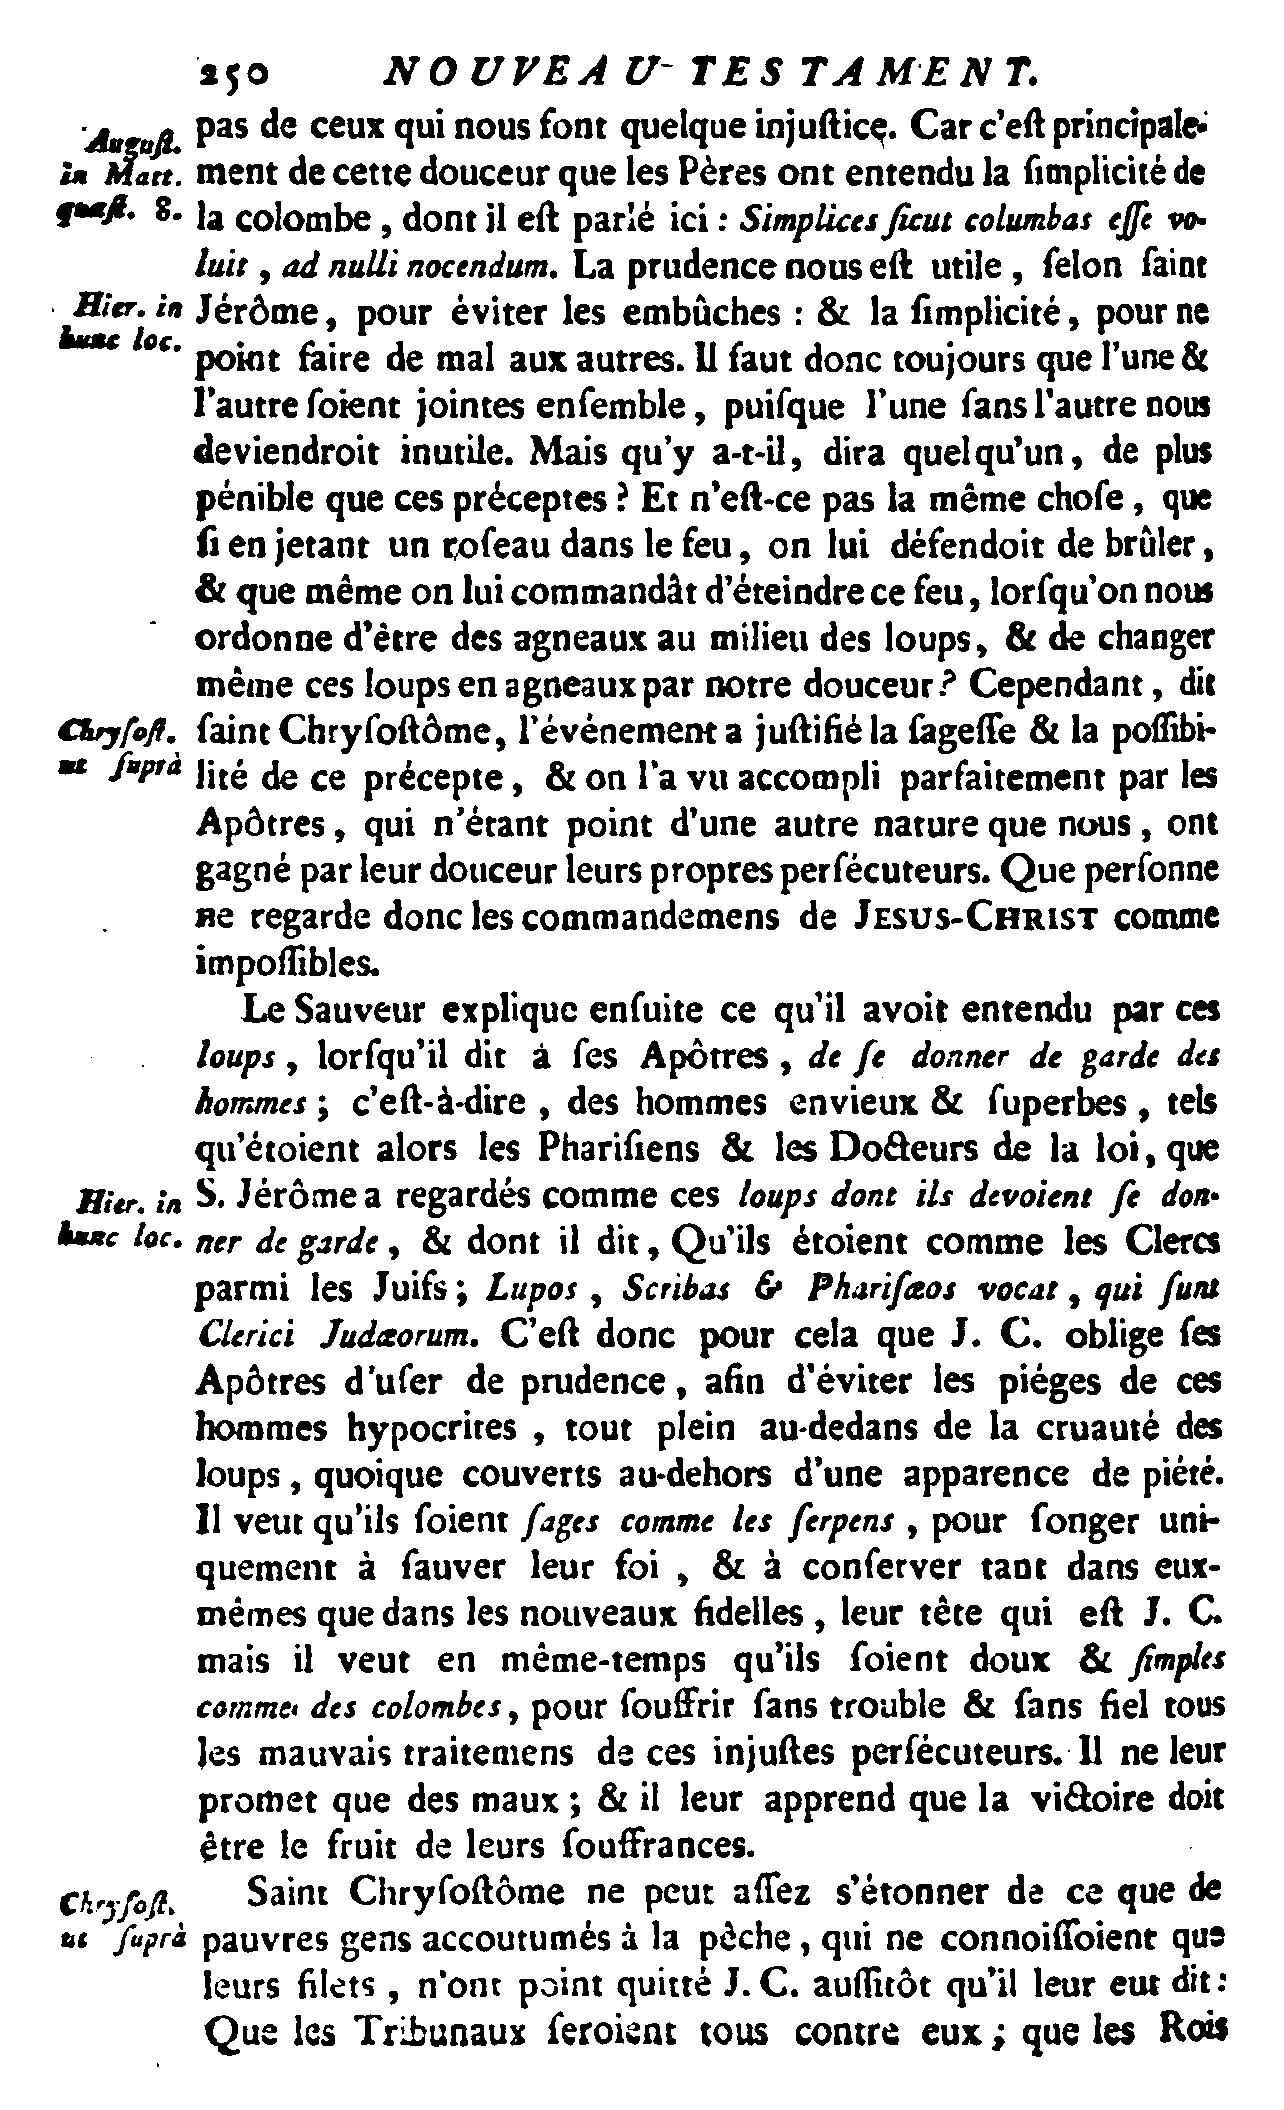 250 NOUVEAU TESTAMENT.
pas de ceux qui nous font quelque injuſtice. Car c'eſt principale-
August.
in Matt.
quæſt. 8.
ment de cette douceur que les Pères ont entendu la ſimplicité de
la colombe, dont il eſt parlé ici : Simplices ſicut columbas eſſe vo-
luit, ad nulli nocendum. La prudence nous eſt utile, ſelon ſaint
Hier. in
hunc loc.
Jérôme, pour éviter les embûches : & la ſimplicité, pour ne
point faire de mal aux autres. Il faut donc toujours que l'une &
l'autre ſoient jointes enſemble, puiſque l'une ſans l'autre nous
deviendroit inutile. Mais qu'y a-t-il, dira quelqu'un, de plus
pénible que ces préceptes ? Et n'eſt-ce pas la même choſe, que
ſi en jetant un roſeau dans le feu, on lui défendoit de brûler,
& que même on lui commandât d'éteindre ce feu, lorſqu'on nous
ordonne d'être des agneaux au milieu des loups, & de changer
même ces loups en agneaux par notre douceur ? Cependant, dit
Chryſoſt.
ut ſuprà
ſaint Chryſoſtôme, l'événement a juſtifié la ſageſſe & la poſſibi-
lité de ce précepte, & on l'a vu accompli parfaitement par les
Apôtres, qui n'étant point d'une autre nature que nous, ont
gagné par leur douceur leurs propres perſécuteurs. Que perſonne
ne regarde donc les commandemens de JESUS-CHRIST comme
impoſſibles.
Le Sauveur explique enſuite ce qu'il avoit entendu par ces
loups, lorſqu'il dit à ſes Apôtres, de ſe donner de garde des
hommes ; c'eſt-à-dire, des hommes envieux & ſuperbes, tels
qu'étoient alors les Phariſiens & les Docteurs de la loi, que
Hier. in
hunc loc.
S. Jérôme a regardés comme ces loups dont ils devoient ſe don-
ner de garde, & dont il dit, Qu'ils étoient comme les Clercs
parmi les Juifs ; Lupos, Scribas & Phariſæos vocat, qui ſunt
Clerici Judæorum. C'eſt donc pour cela que J. C. oblige ſes
Apôtres d'uſer de prudence, afin d'éviter les piéges de ces
hommes hypocrites, tout plein au-dedans de la cruauté des
loups, quoique couverts au-dehors d'une apparence de piété.
Il veut qu'ils ſoient ſages comme les ſerpens, pour ſonger uni-
quement à ſauver leur foi, & à conſerver tant dans eux-
mêmes que dans les nouveaux fidelles, leur tête qui eſt J. C.
mais il veut en même-temps qu'ils ſoient doux & ſimples
comme des colombes, pour ſouffrir ſans trouble & ſans fiel tous
les mauvais traitemens de ces injuſtes perſécuteurs. Il ne leur
promet que des maux ; & il leur apprend que la victoire doit
être le fruit de leurs ſouffrances.
Chryſoſt.
ut ſuprà
Saint Chryſoſtôme ne peut aſſez s'étonner de ce que de
pauvres gens accoutumés à la pêche, qui ne connoiſſoient que
leurs filets, n'ont point quitté J. C. auſſitôt qu'il leur eut dit :
Que les Tribunaux ſeroient tous contre eux ; que les Rois